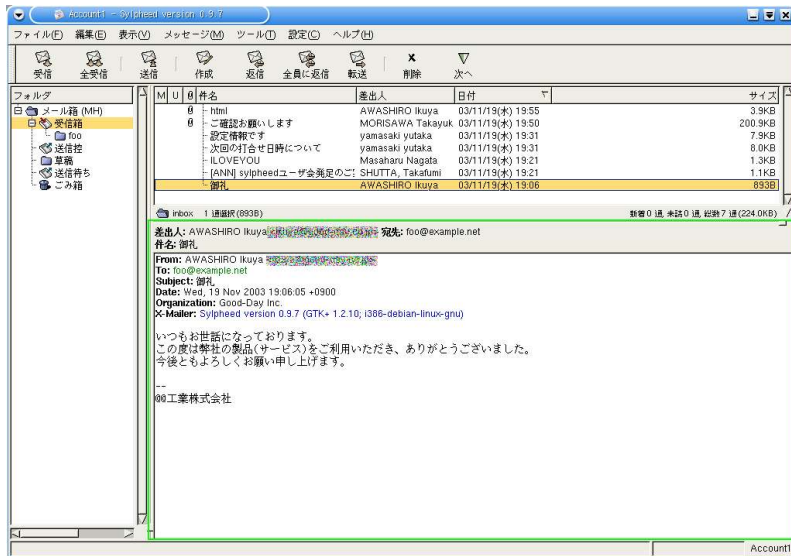 Account1 - Sylpheed version 0.9.7
ファイル(F) 編集(E) 表示(V) メッセージ(M) ツール(T) 設定(C) ヘルプ(H)
受信 全受信 送信 作成 返信 全員に返信 転送 削除 次へ
フォルダ
メール箱 (MH)
受信箱
foo
送信控
草稿
送信待ち
ごみ箱
M U 件名 差出人 日付 サイズ
html AWASHIRO Ikuya 03/11/19(水) 19:55 3.9KB
ご確認お願いします MORISAWA Takayuk 03/11/19(水) 19:50 200.9KB
設定情報です yamasaki yutaka 03/11/19(水) 19:31 7.9KB
次回の打合せ日時について yamasaki yutaka 03/11/19(水) 19:31 8.0KB
ILOVEYOU Masaharu Nagata 03/11/19(水) 19:21 1.3KB
[ANN] sylpheedユーザ会発足のご SHUTTA, Takafumi 03/11/19(水) 19:21 1.1KB
御礼 AWASHIRO Ikuya 03/11/19(水) 19:06 893B
inbox 1 通選択(893B) 新着 0 通, 未読 0 通, 総数 7 通(224.0KB)
差出人: AWASHIRO Ikuya 宛先: foo@example.net
件名: 御礼
From: AWASHIRO Ikuya
To: foo@example.net
Subject: 御礼
Date: Wed, 19 Nov 2003 19:06:05 +0900
Organization: Good-Day Inc.
X-Mailer: Sylpheed version 0.9.7 (GTK+ 1.2.10; i386-debian-linux-gnu)
いつもお世話になっております。
この度は弊社の製品(サービス)をご利用いただき、ありがとうございました。
今後ともよろしくお願い申し上げます。
--
@@工業株式会社
Account1